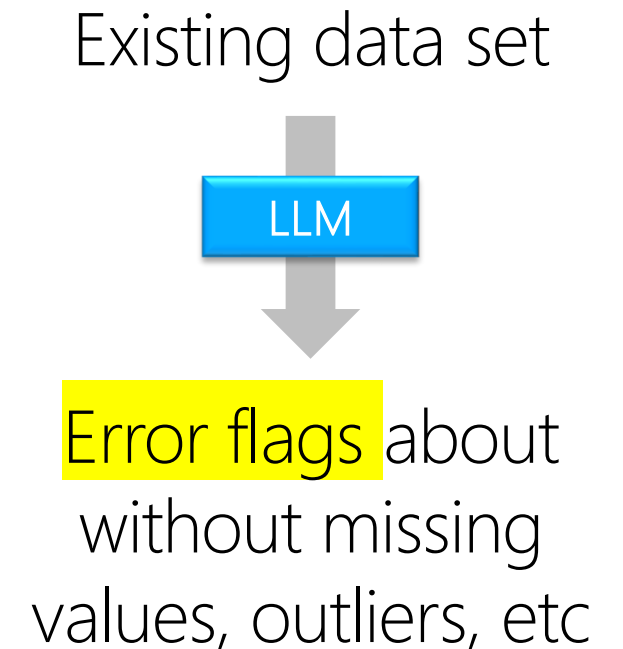 Existing data set
LLM
Error flags about
without missing
values, outliers, etc